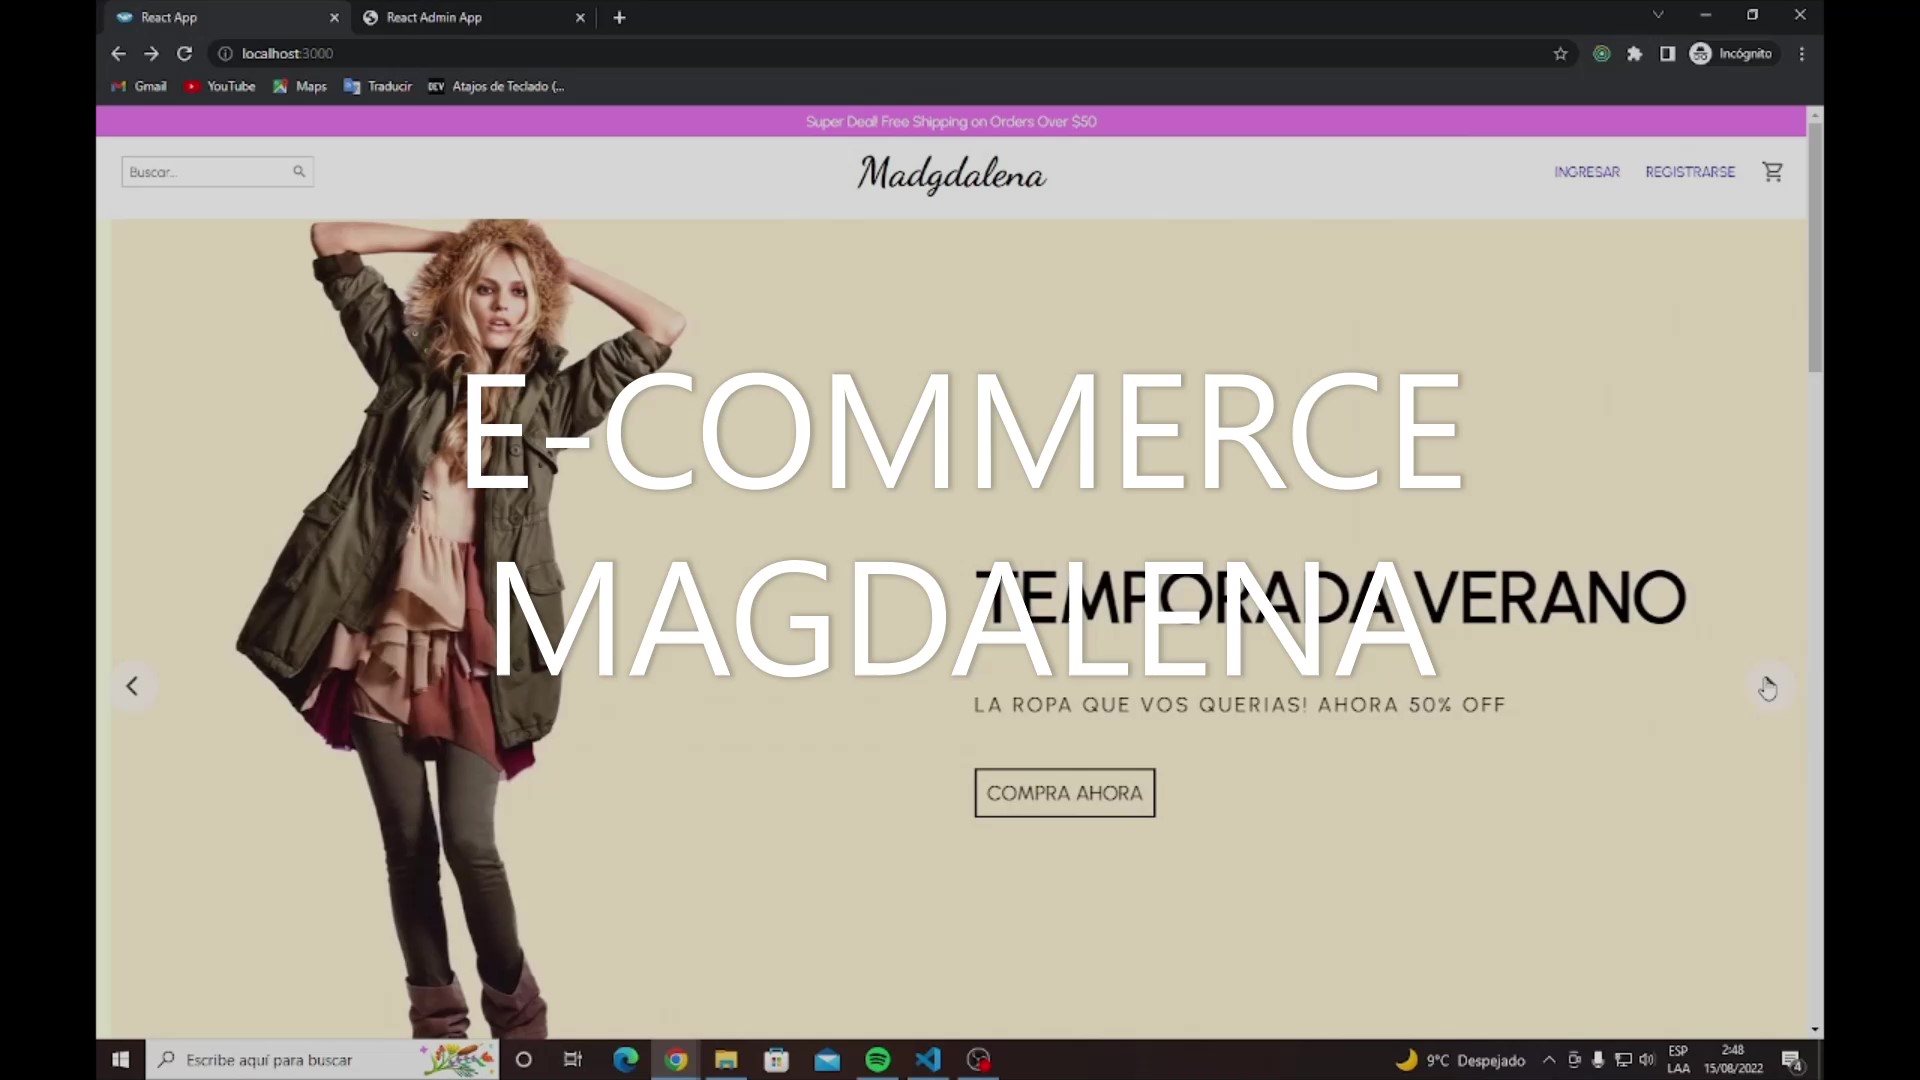 React App
React Admin App
localhost:3000
Incógnito
Gmail
YouTube
Maps
Traducir
DEV
Atajos de Teclado (...
Super Deal! Free Shipping on Orders Over $50
Buscar...
Madgdalena
INGRESAR
REGISTRARSE
E-COMMERCE
MAGDALENA
TEMPORADA VERANO
LA ROPA QUE VOS QUERIAS! AHORA 50% OFF
COMPRA AHORA
Escribe aquí para buscar
9°C Despejado
ESP
LAA
2:48
15/08/2022
4